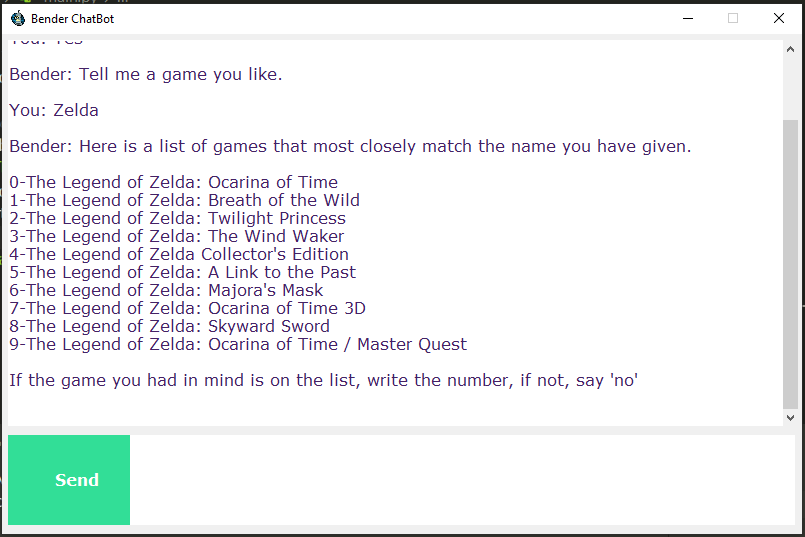 Bender ChatBot
You: Yes
Bender: Tell me a game you like.
You: Zelda
Bender: Here is a list of games that most closely match the name you have given.
0-The Legend of Zelda: Ocarina of Time
1-The Legend of Zelda: Breath of the Wild
2-The Legend of Zelda: Twilight Princess
3-The Legend of Zelda: The Wind Waker
4-The Legend of Zelda Collector's Edition
5-The Legend of Zelda: A Link to the Past
6-The Legend of Zelda: Majora's Mask
7-The Legend of Zelda: Ocarina of Time 3D
8-The Legend of Zelda: Skyward Sword
9-The Legend of Zelda: Ocarina of Time / Master Quest
If the game you had in mind is on the list, write the number, if not, say 'no'
Send